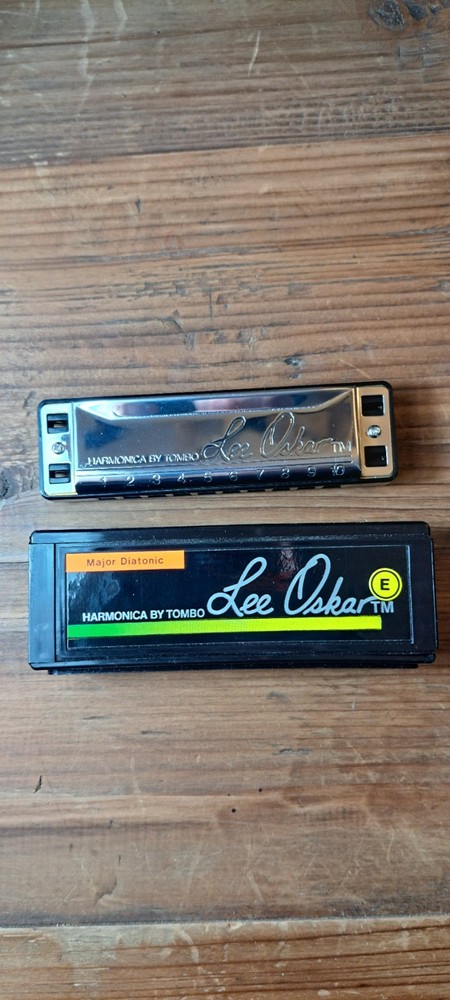 HARMONICA BY TOMBO Lee Oskar TM
1 2 3 4 5 6 7 8 9 10
Major Diatonic
E
HARMONICA BY TOMBO Lee Oskar TM